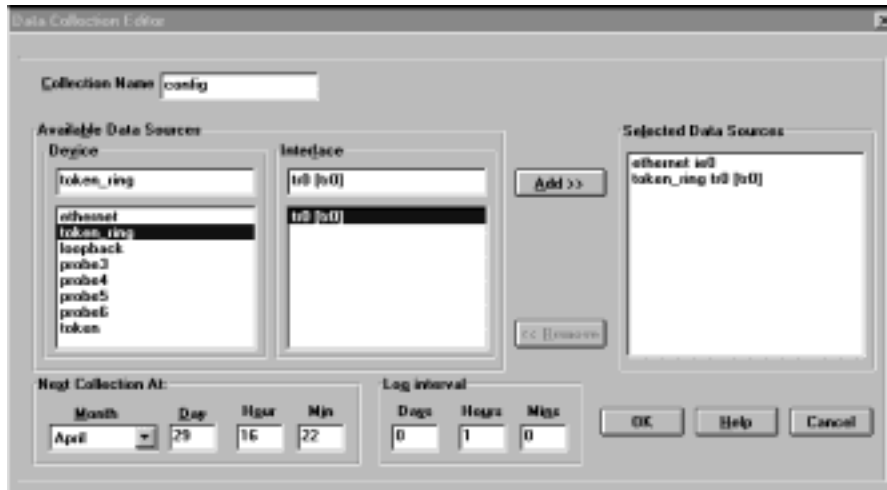 Data Collection Editor
Collection Name config
Available Data Sources
Device
Interface
token_ring
tr0 [tr0]
Add >>
ethernet
token_ring
loopback
probe3
probe4
probe5
probe6
token
tr0 [tr0]
<< Remove
Selected Data Sources
ethernet ie0
token_ring tr0 [tr0]
Next Collection At:
Month Day Hour Min
April 29 16 22
Log interval
Days Hours Mins
0 1 0
OK Help Cancel